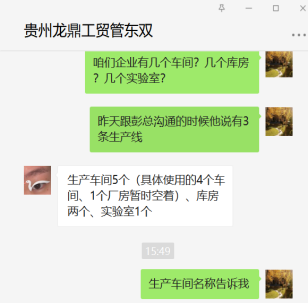 贵州龙鼎工贸管东双
咱们企业有几个车间？几个库房
？几个实验室？
昨天跟彭总沟通的时候他说有3
条生产线
生产车间5个（具体使用的4个车
间、1个厂房暂时空着）、库房
两个、实验室1个
15:49
生产车间名称告诉我